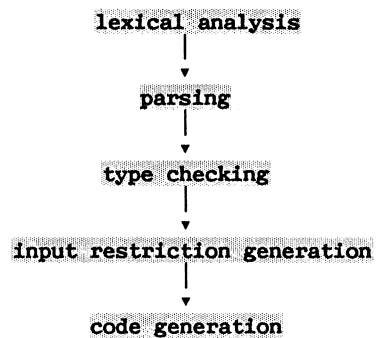 lexical analysis
parsing
type checking
input restriction generation
code generation